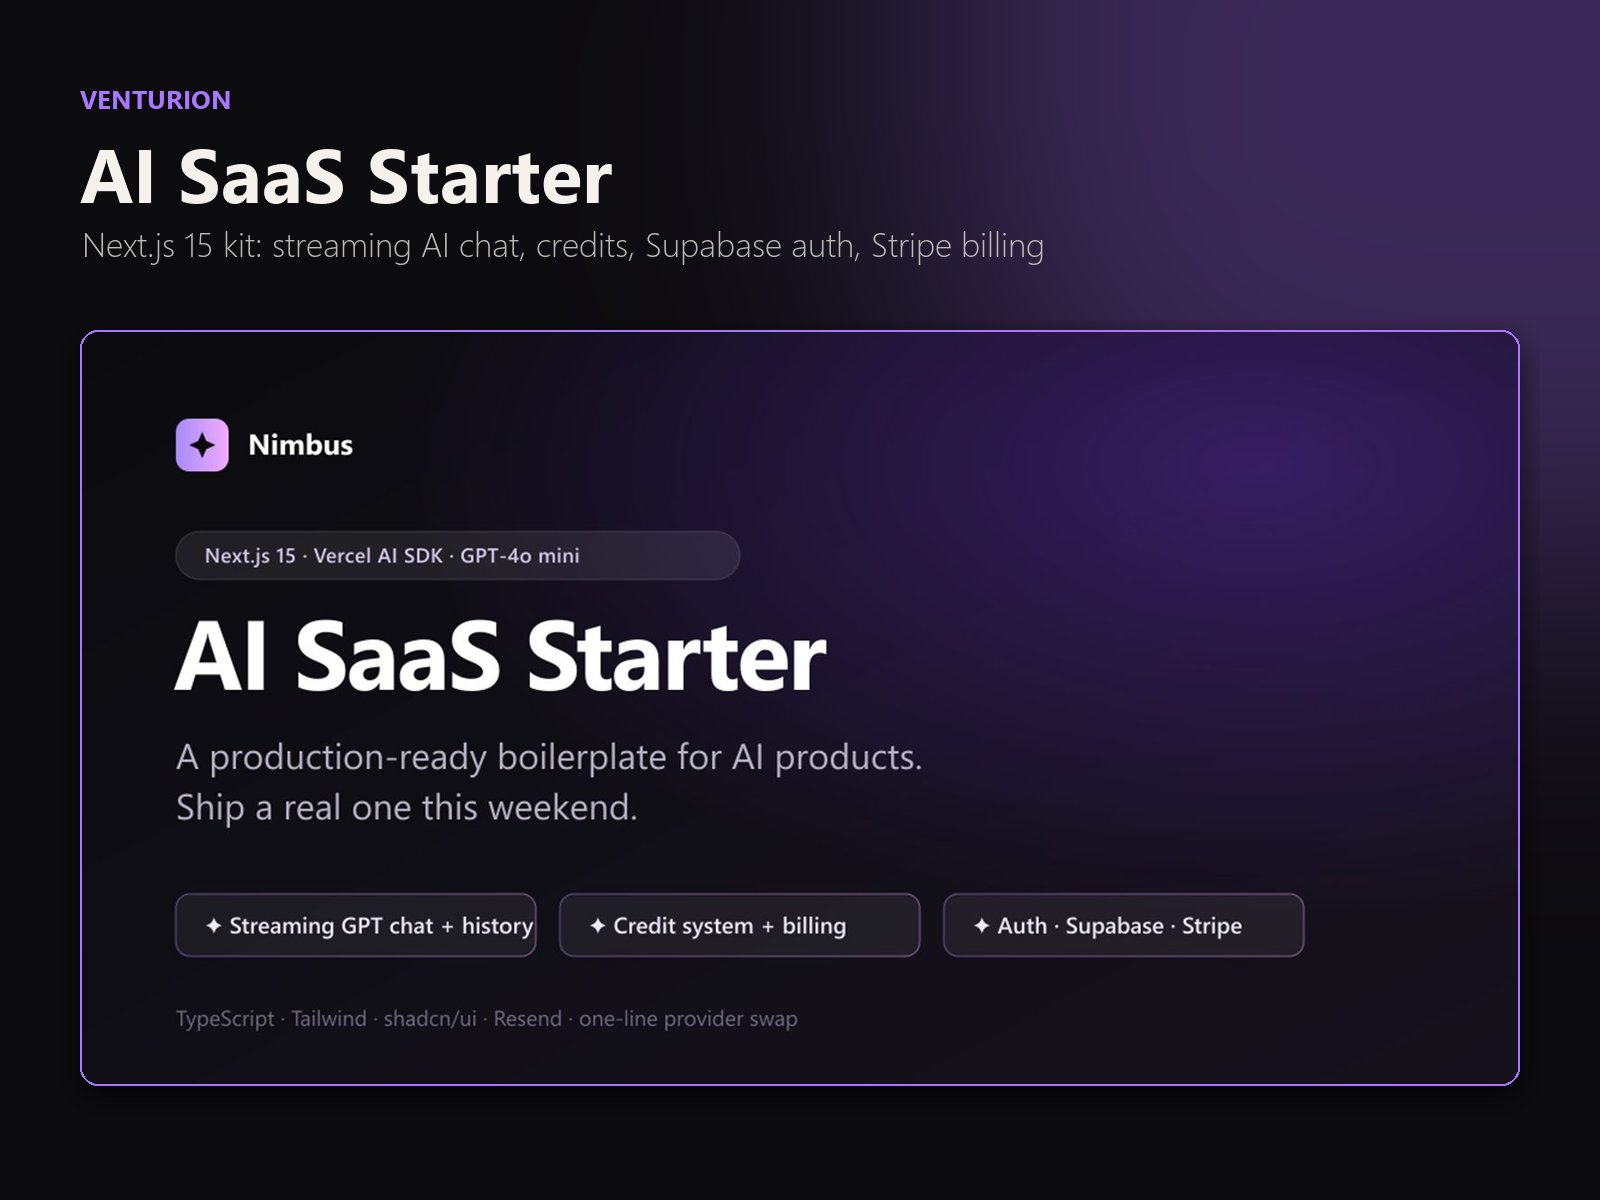 VENTURION
AI SaaS Starter
Next.js 15 kit: streaming AI chat, credits, Supabase auth, Stripe billing
Nimbus
Next.js 15 · Vercel AI SDK · GPT-4o mini
AI SaaS Starter
A production-ready boilerplate for AI products.
Ship a real one this weekend.
✦ Streaming GPT chat + history
✦ Credit system + billing
✦ Auth · Supabase · Stripe
TypeScript · Tailwind · shadcn/ui · Resend · one-line provider swap